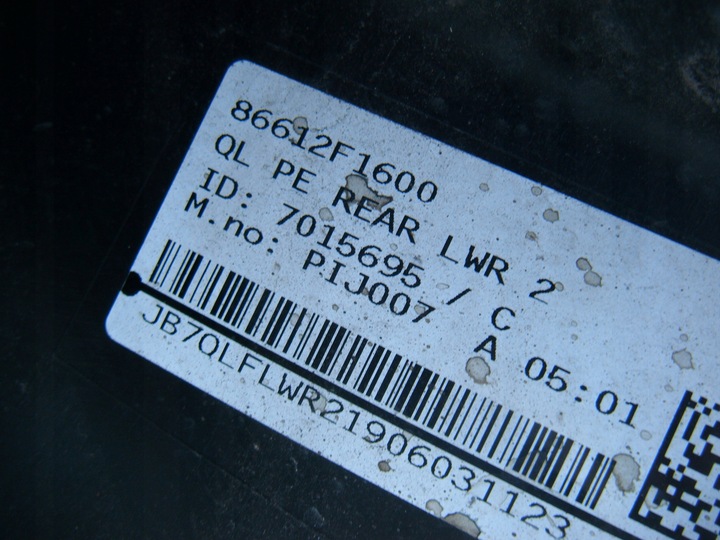 86612F1600
QL PE REAR LWR 2
ID: 7015695 / C
M.no: PIJ007 A 05:01
JB7QLFLWR21906031123